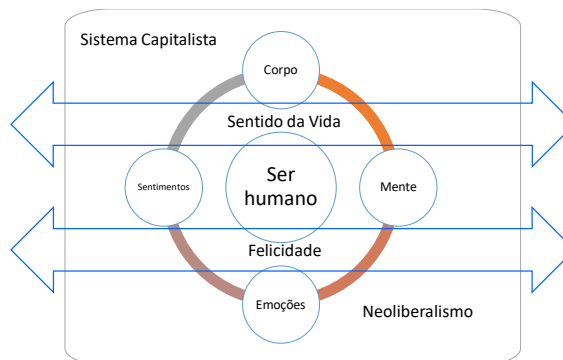 Sistema Capitalista
Corpo
Sentido da Vida
Sentimentos
Ser
humano
Mente
Felicidade
Emoções
Neoliberalismo